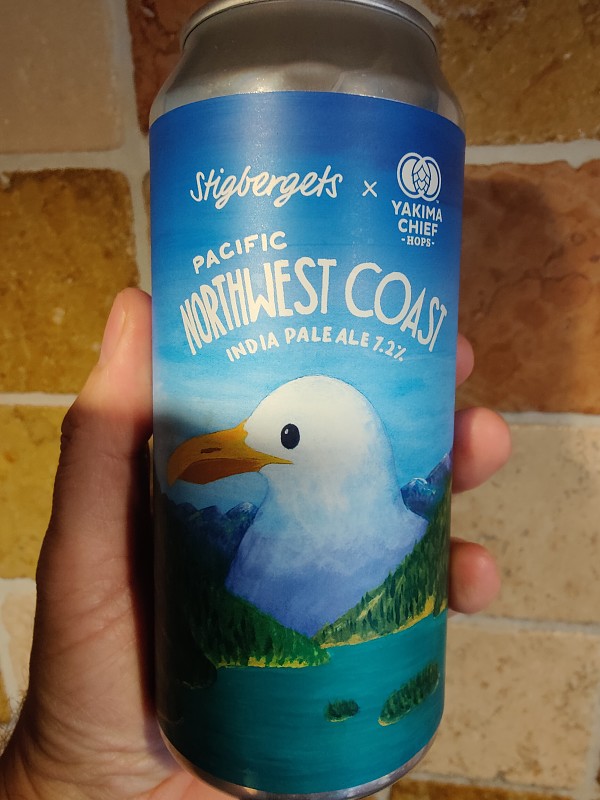 Stigbergets x YAKIMA
CHIEF
-HOPS-
PACIFIC
NORTHWEST COAST
INDIA PALE ALE 7.2%